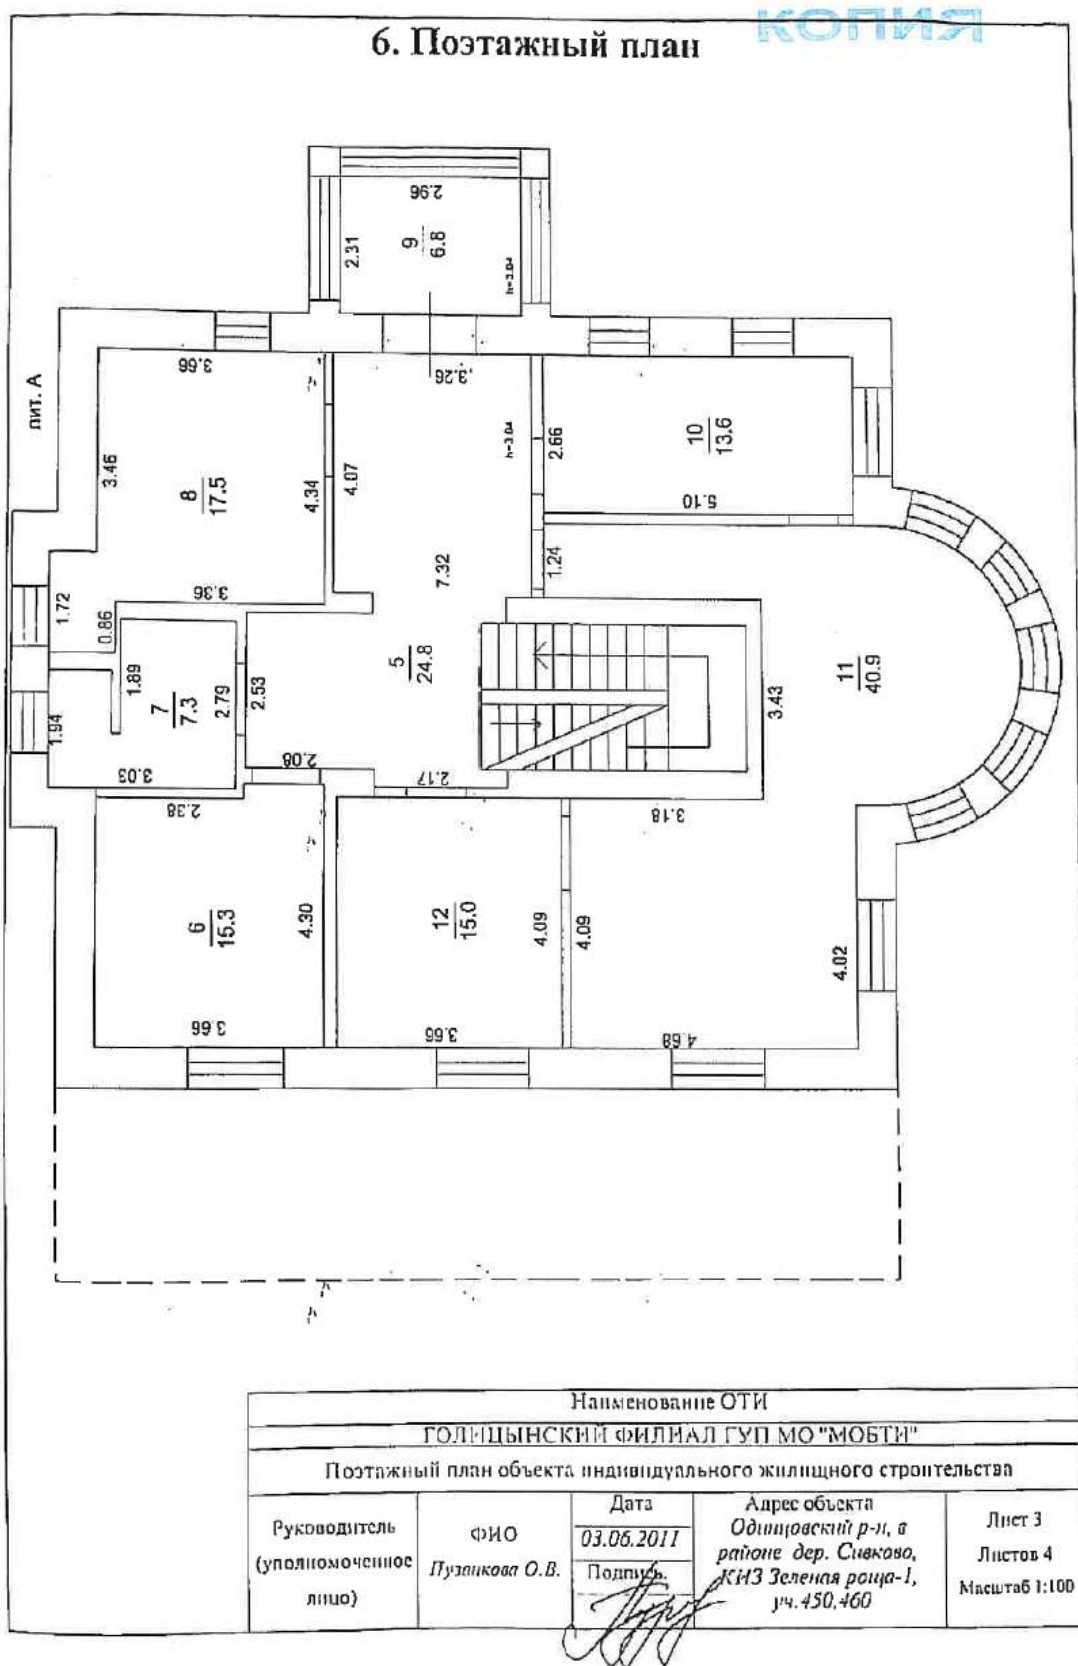 КОПИЯ
6. Поэтажный план
лит. А
2.96
2.31
9
6.8
h=3.04
3.66
3.26
3.46
8
17.5
4.34
4.07
h=3.04
2.66
10
13.6
5.10
1.72
0.86
3.36
7.32
1.24
1.94
1.89
7
7.3
2.79
2.53
5
24.8
3.43
11
40.9
3.03
2.08
2.17
2.38
3.18
6
15.3
4.30
12
15.0
4.09
4.09
4.02
3.66
3.66
4.68
Наименование ОТИ
ГОЛИЦЫНСКИЙ ФИЛИАЛ ГУП МО "МОБТИ"
Поэтажный план объекта индивидуального жилищного строительства
Руководитель
(уполномоченное
лицо)
ФИО
Пузанкова О.В.
Дата
03.06.2011
Подпись
Адрес объекта
Одинцовский р-н, в
районе дер. Сивково,
КИЗ Зеленая роща-1,
уч.450,460
Лист 3
Листов 4
Масштаб 1:100